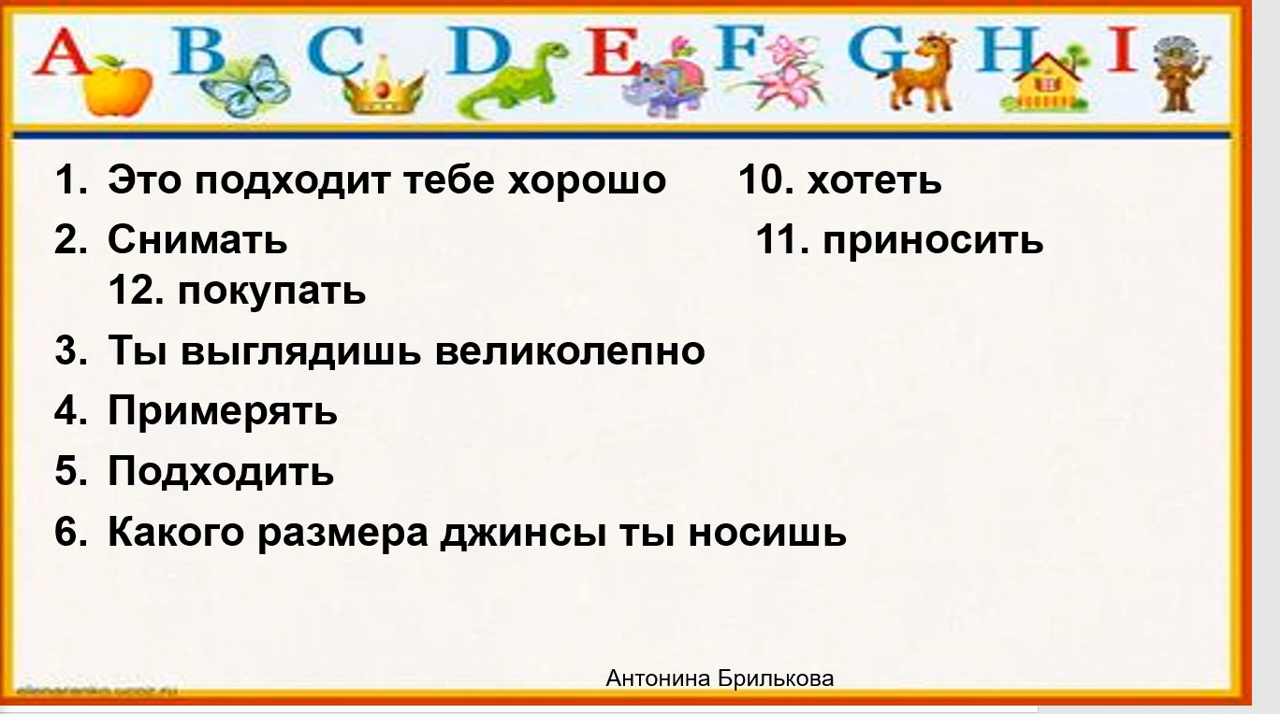 A B C D E F G H I
1. Это подходит тебе хорошо 10. хотеть
2. Снимать 11. приносить
12. покупать
3. Ты выглядишь великолепно
4. Примерять
5. Подходить
6. Какого размера джинсы ты носишь
Антонина Брилькова